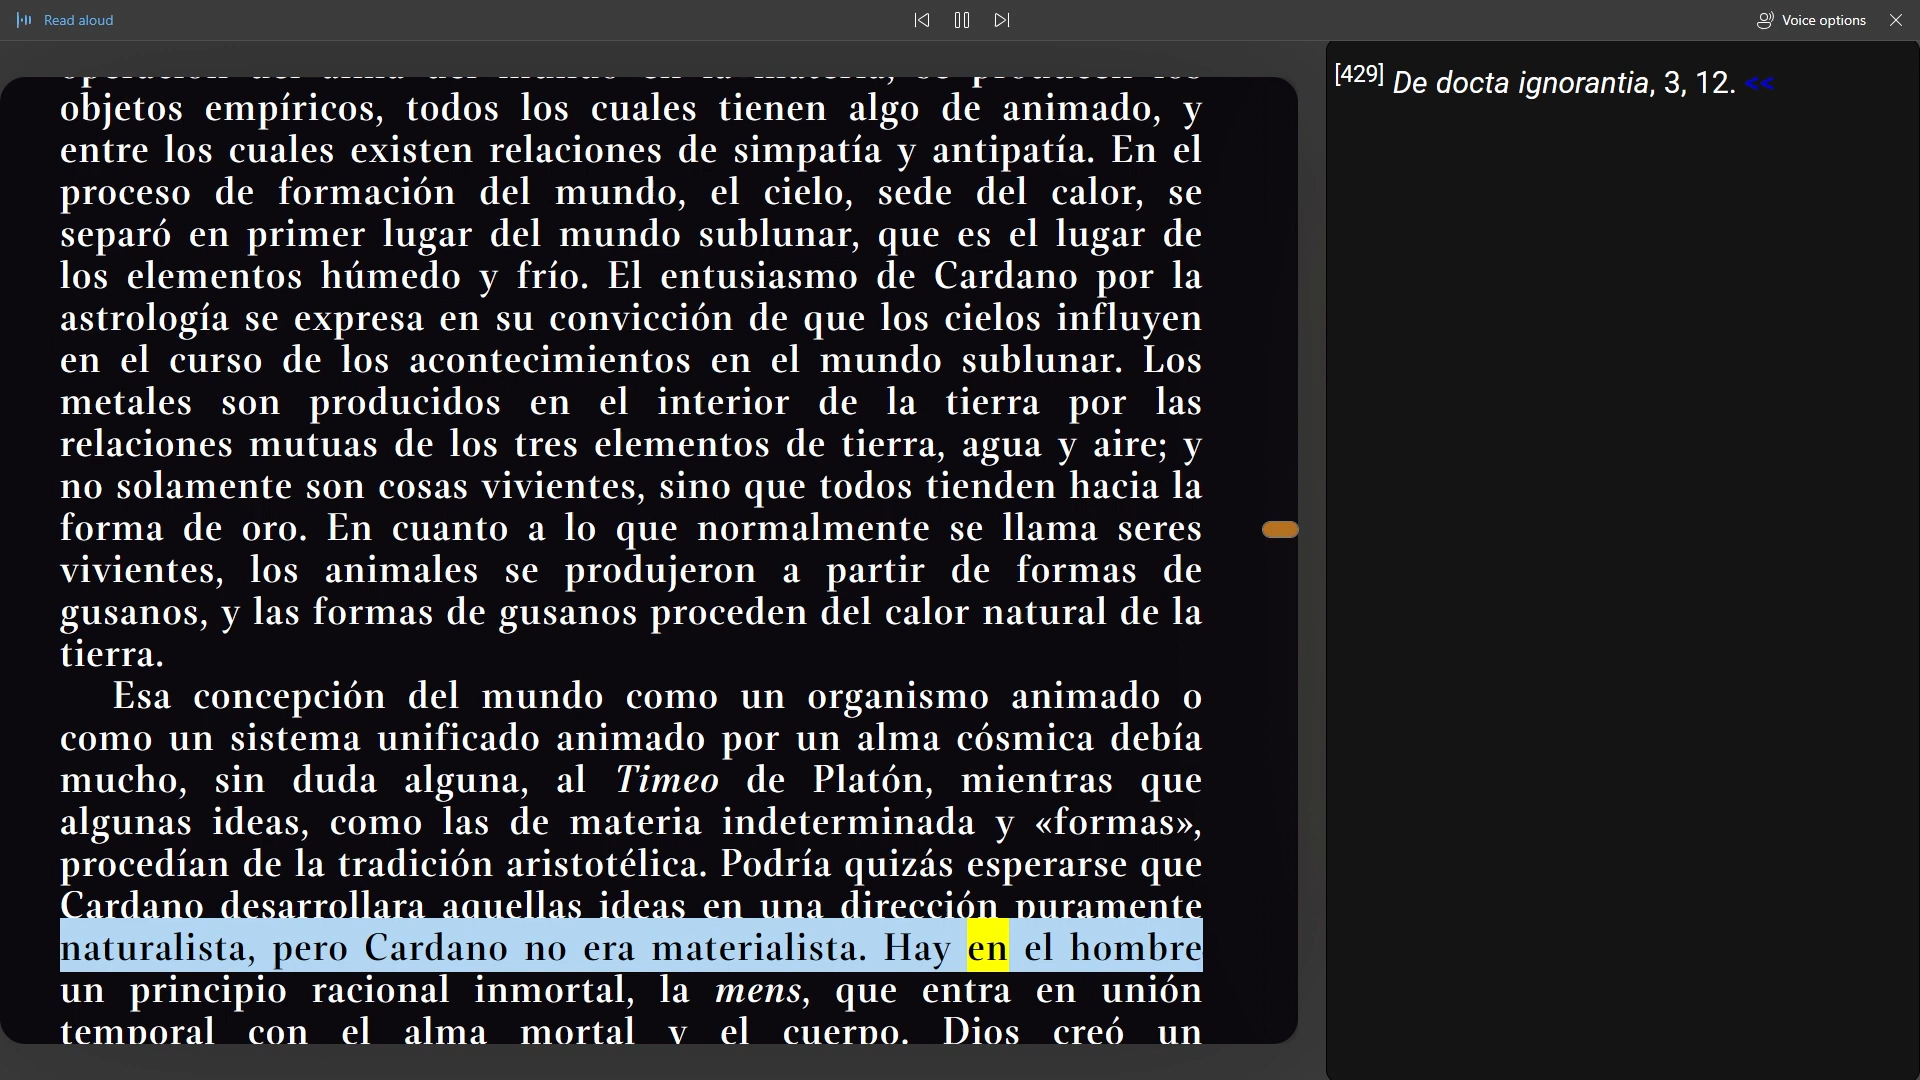 Read aloud
Voice options
objetos empíricos, todos los cuales tienen algo de animado, y
entre los cuales existen relaciones de simpatía y antipatía. En el
proceso de formación del mundo, el cielo, sede del calor, se
separó en primer lugar del mundo sublunar, que es el lugar de
los elementos húmedo y frío. El entusiasmo de Cardano por la
astrología se expresa en su convicción de que los cielos influyen
en el curso de los acontecimientos en el mundo sublunar. Los
metales son producidos en el interior de la tierra por las
relaciones mutuas de los tres elementos de tierra, agua y aire; y
no solamente son cosas vivientes, sino que todos tienden hacia la
forma de oro. En cuanto a lo que normalmente se llama seres
vivientes, los animales se produjeron a partir de formas de
gusanos, y las formas de gusanos proceden del calor natural de la
tierra.
Esa concepción del mundo como un organismo animado o
como un sistema unificado animado por un alma cósmica debía
mucho, sin duda alguna, al Timeo de Platón, mientras que
algunas ideas, como las de materia indeterminada y «formas»,
procedían de la tradición aristotélica. Podría quizás esperarse que
Cardano desarrollara aquellas ideas en una dirección puramente
naturalista, pero Cardano no era materialista. Hay en el hombre
un principio racional inmortal, la mens, que entra en unión
temporal con el alma mortal y el cuerpo. Dios creó un
[429] De docta ignorantia, 3, 12. <<